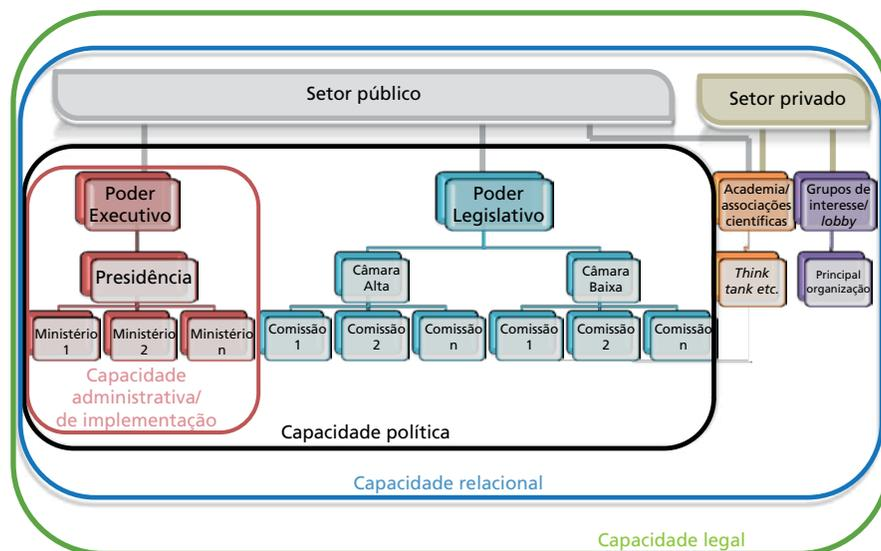 Setor público
Setor privado
Poder
Executivo
Poder
Legislativo
Academia/
associações
científicas
Grupos de
interesse/
lobby
Presidência
Câmara
Alta
Câmara
Baixa
Think
tank etc.
Principal
organização
Ministério
1
Ministério
2
Ministério
n
Comissão
1
Comissão
2
Comissão
n
Comissão
1
Comissão
2
Comissão
n
Capacidade
administrativa/
de implementação
Capacidade política
Capacidade relacional
Capacidade legal